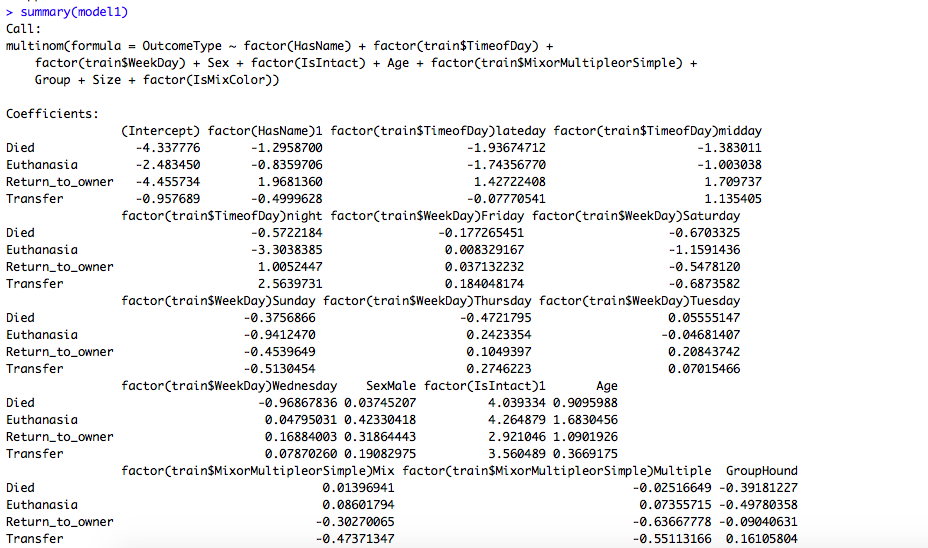 > summary(model1)
Call:
multinom(formula = OutcomeType ~ factor(HasName) + factor(train$TimeofDay) +
    factor(train$WeekDay) + Sex + factor(IsIntact) + Age + factor(train$MixorMultipleorSimple) +
    Group + Size + factor(IsMixColor))

Coefficients:
                (Intercept) factor(HasName)1 factor(train$TimeofDay)lateday factor(train$TimeofDay)midday
Died              -4.337776       -1.2958700                    -1.93674712                     -1.383011
Euthanasia        -2.483450       -0.8359706                    -1.74356770                     -1.003038
Return_to_owner   -4.455734        1.9681360                     1.42722408                      1.709737
Transfer          -0.957689       -0.4999628                    -0.07770541                      1.135405
                factor(train$TimeofDay)night factor(train$WeekDay)Friday factor(train$WeekDay)Saturday
Died                              -0.5722184                -0.177265451                    -0.6703325
Euthanasia                        -3.3038385                 0.008329167                    -1.1591436
Return_to_owner                    1.0052447                 0.037132232                    -0.5478120
Transfer                           2.5639731                 0.184048174                    -0.6873582
                factor(train$WeekDay)Sunday factor(train$WeekDay)Thursday factor(train$WeekDay)Tuesday
Died                             -0.3756866                    -0.4721795                   0.05555147
Euthanasia                       -0.9412470                     0.2423354                  -0.04681407
Return_to_owner                  -0.4539649                     0.1049397                   0.20843742
Transfer                         -0.5130454                     0.2746223                   0.07015466
                factor(train$WeekDay)Wednesday    SexMale factor(IsIntact)1       Age
Died                               -0.96867836 0.03745207          4.039334 0.9095988
Euthanasia                          0.04795031 0.42330418          4.264879 1.6830456
Return_to_owner                     0.16884003 0.31864443          2.921046 1.0901926
Transfer                            0.07870260 0.19082975          3.560489 0.3669175
                factor(train$MixorMultipleorSimple)Mix factor(train$MixorMultipleorSimple)Multiple  GroupHound
Died                                        0.01396941                                 -0.02516649 -0.39181227
Euthanasia                                  0.08601794                                  0.07355715 -0.49780358
Return_to_owner                            -0.30270065                                 -0.63667778 -0.09040631
Transfer                                   -0.47371347                                 -0.55113166  0.16105804